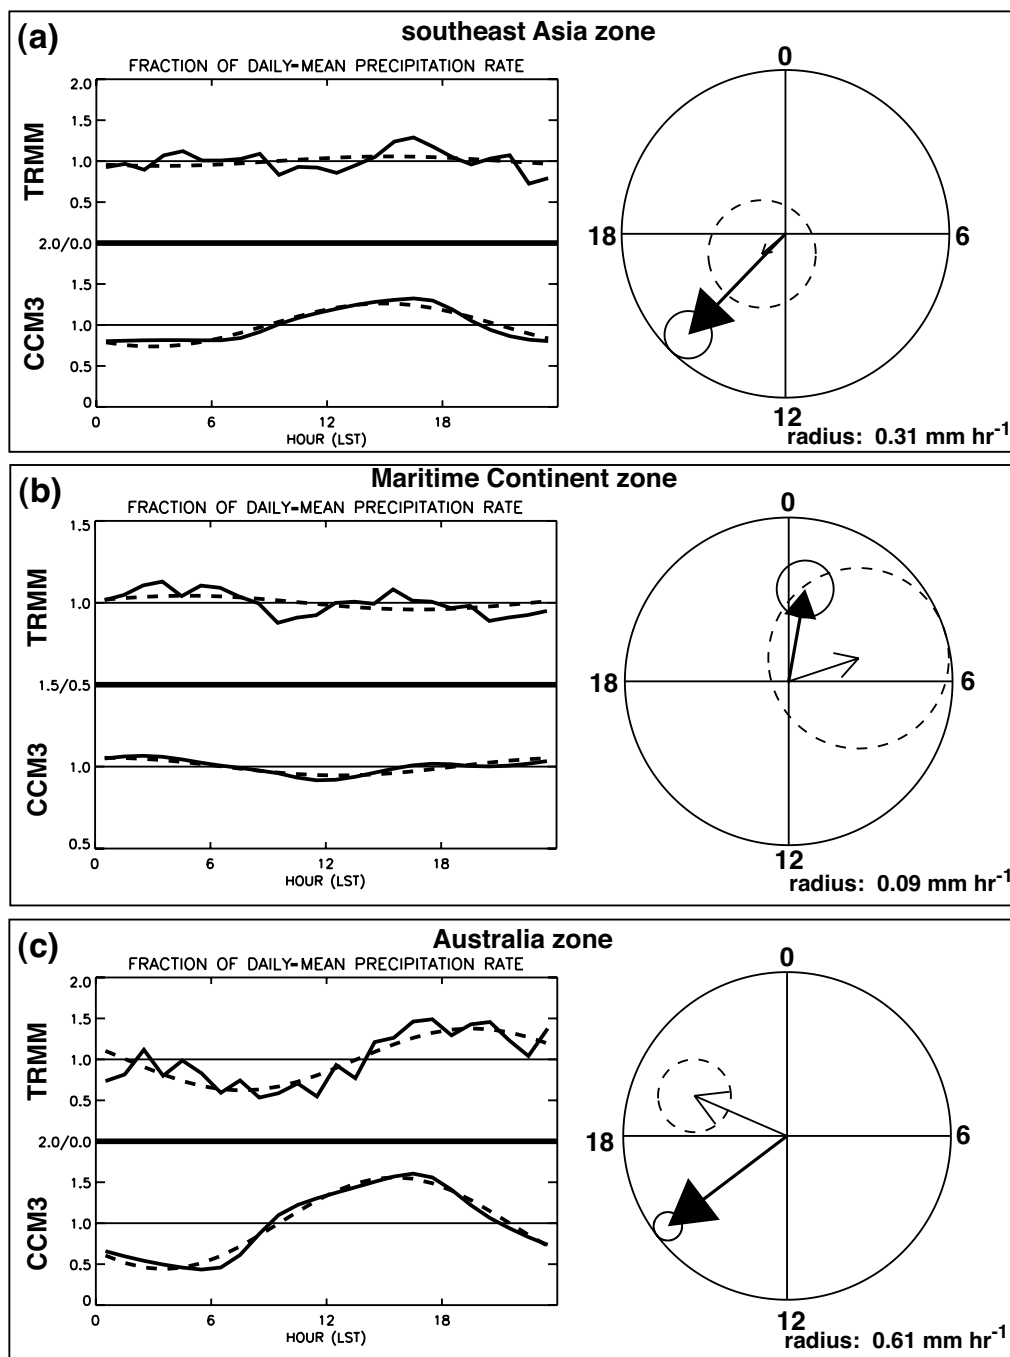 (a)
southeast Asia zone
FRACTION OF DAILY-MEAN PRECIPITATION RATE
TRMM
2.0
1.5
1.0
0.5
2.0/0.0
CCM3
1.5
1.0
0.5
0
0 6 12 18
HOUR (LST)
0
18 6
12
radius: 0.31 mm hr-1
(b)
Maritime Continent zone
FRACTION OF DAILY-MEAN PRECIPITATION RATE
TRMM
1.5
1.0
1.5/0.5
CCM3
1.0
0.5
0 6 12 18
HOUR (LST)
0
18 6
12
radius: 0.09 mm hr-1
(c)
Australia zone
FRACTION OF DAILY-MEAN PRECIPITATION RATE
TRMM
2.0
1.5
1.0
0.5
2.0/0.0
CCM3
1.5
1.0
0.5
0
0 6 12 18
HOUR (LST)
0
18 6
12
radius: 0.61 mm hr-1